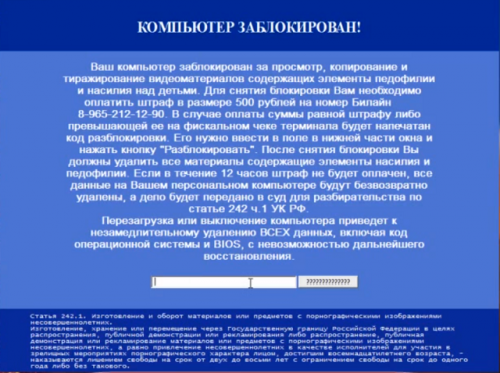 КОМПЬЮТЕР ЗАБЛОКИРОВАН!
Ваш компьютер заблокирован за просмотр, копирование и
тиражирование видеоматериалов содержащих элементы педофилии
и насилия над детьми. Для снятия блокировки Вам необходимо
оплатить штраф в размере 500 рублей на номер Билайн
8-965-212-12-90. В случае оплаты суммы равной штрафу либо
превышающей ее на фискальном чеке терминала будет напечатан
код разблокировки. Его нужно ввести в поле в нижней части окна и
нажать кнопку "Разблокировать". После снятия блокировки Вы
должны удалить все материалы содержащие элементы насилия и
педофилии. Если в течение 12 часов штраф не будет оплачен, все
данные на Вашем персональном компьютере будут безвозвратно
удалены, а дело будет передано в суд для разбирательства по
статье 242 ч.1 УК РФ.
Перезагрузка или выключение компьютера приведет к
незамедлительному удалению ВСЕХ данных, включая код
операционной системы и BIOS, с невозможностью дальнейшего
восстановления.
?????????????
Статья 242.1. Изготовление и оборот материалов или предметов с порнографическими изображениями
несовершеннолетних.
Изготовление, хранение или перемещение через Государственную границу Российской Федерации в целях
распространения, публичной демонстрации или рекламирования либо распространение, публичная
демонстрация или рекламирование материалов или предметов с порнографическими изображениями
несовершеннолетних, а равно привлечение несовершеннолетних в качестве исполнителей для участия в
зрелищных мероприятиях порнографического характера лицом, достигшим восемнадцатилетнего возраста, -
наказывается лишением свободы на срок от двух до восьми лет с ограничением свободы на срок до одного
года либо без такового.